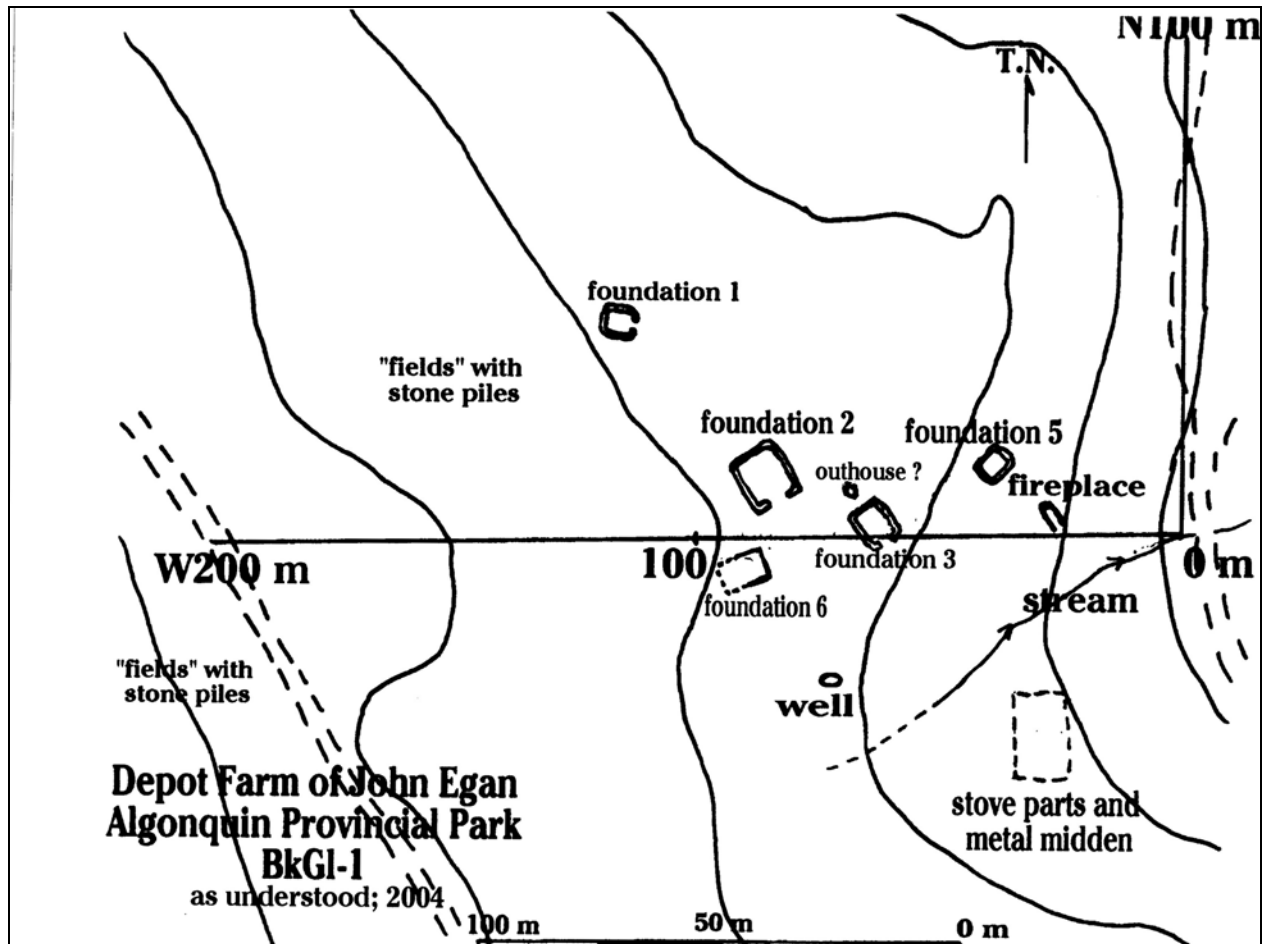 N100 m
T.N.
foundation 1
"fields" with
stone piles
foundation 2
foundation 5
outhouse ?
fireplace
W200 m
100
foundation 3
0 m
foundation 6
stream
"fields" with
stone piles
well
Depot Farm of John Egan
Algonquin Provincial Park
BkGl-1
as understood; 2004
stove parts and
metal midden
100 m
50 m
0 m